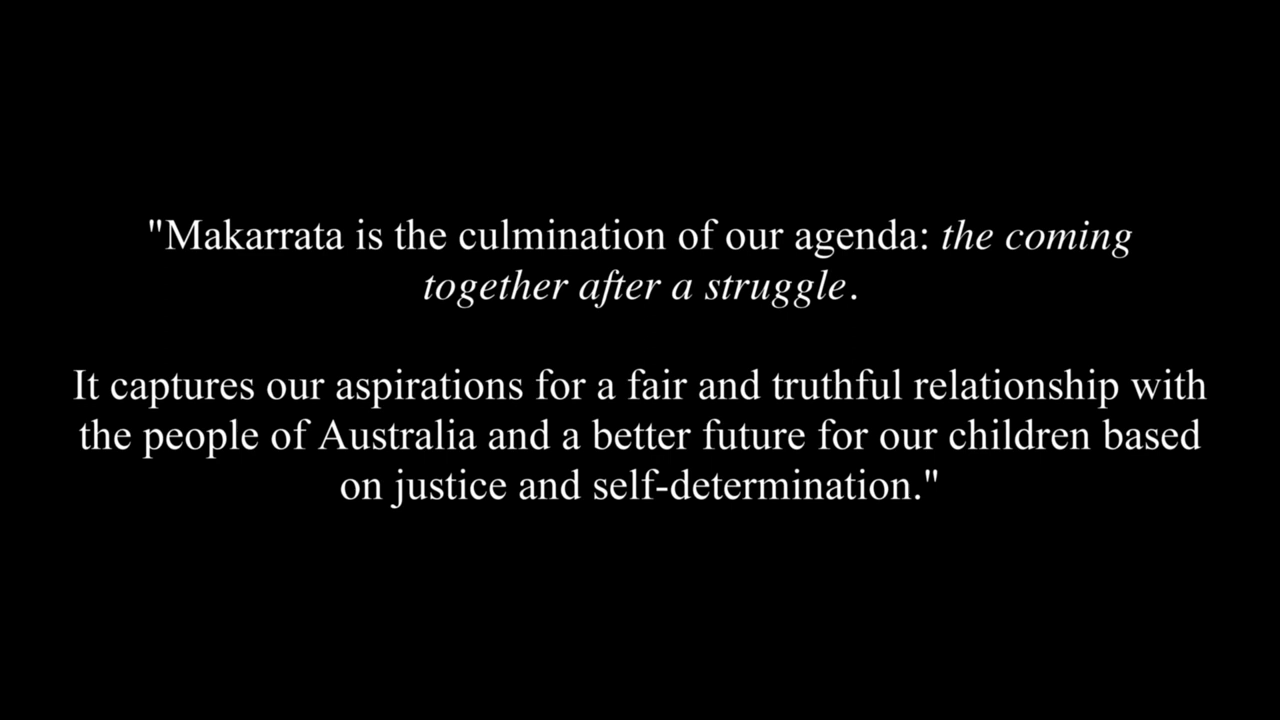 "Makarrata is the culmination of our agenda: the coming
together after a struggle.
It captures our aspirations for a fair and truthful relationship with
the people of Australia and a better future for our children based
on justice and self-determination."